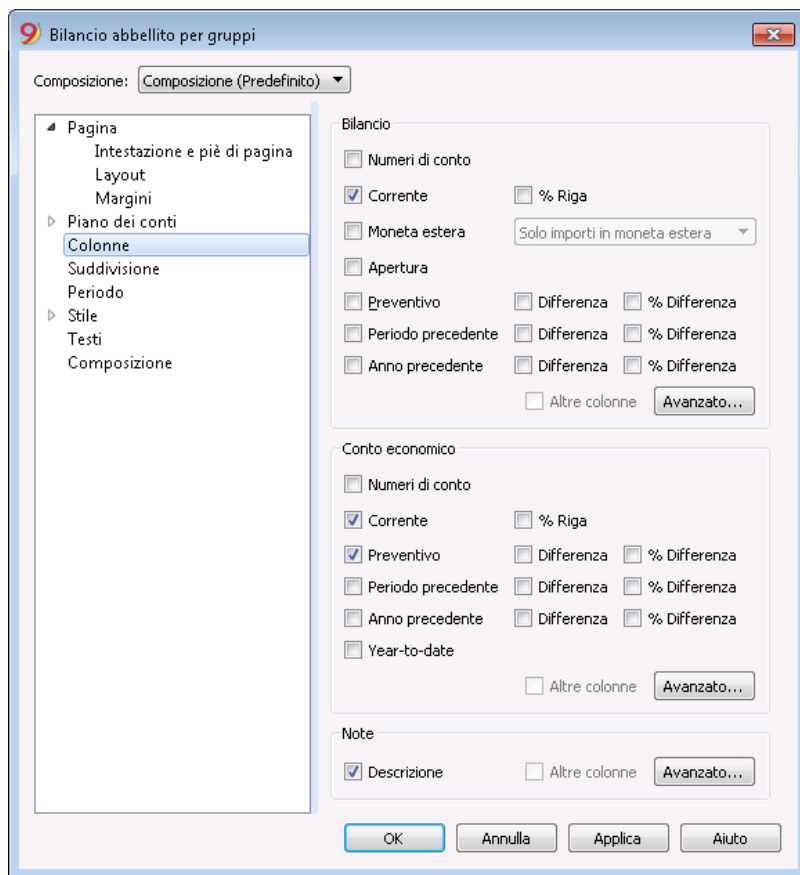 Bilancio abbellito per gruppi
Composizione: Composizione (Predefinito)
Pagina
Intestazione e piè di pagina
Layout
Margini
Piano dei conti
Colonne
Suddivisione
Periodo
Stile
Testi
Composizione
Bilancio
Numeri di conto
Corrente % Riga
Moneta estera Solo importi in moneta estera
Apertura
Preventivo Differenza % Differenza
Periodo precedente Differenza % Differenza
Anno precedente Differenza % Differenza
Altre colonne Avanzato...
Conto economico
Numeri di conto
Corrente % Riga
Preventivo Differenza % Differenza
Periodo precedente Differenza % Differenza
Anno precedente Differenza % Differenza
Year-to-date
Altre colonne Avanzato...
Note
Descrizione Altre colonne Avanzato...
OK Annulla Applica Aiuto